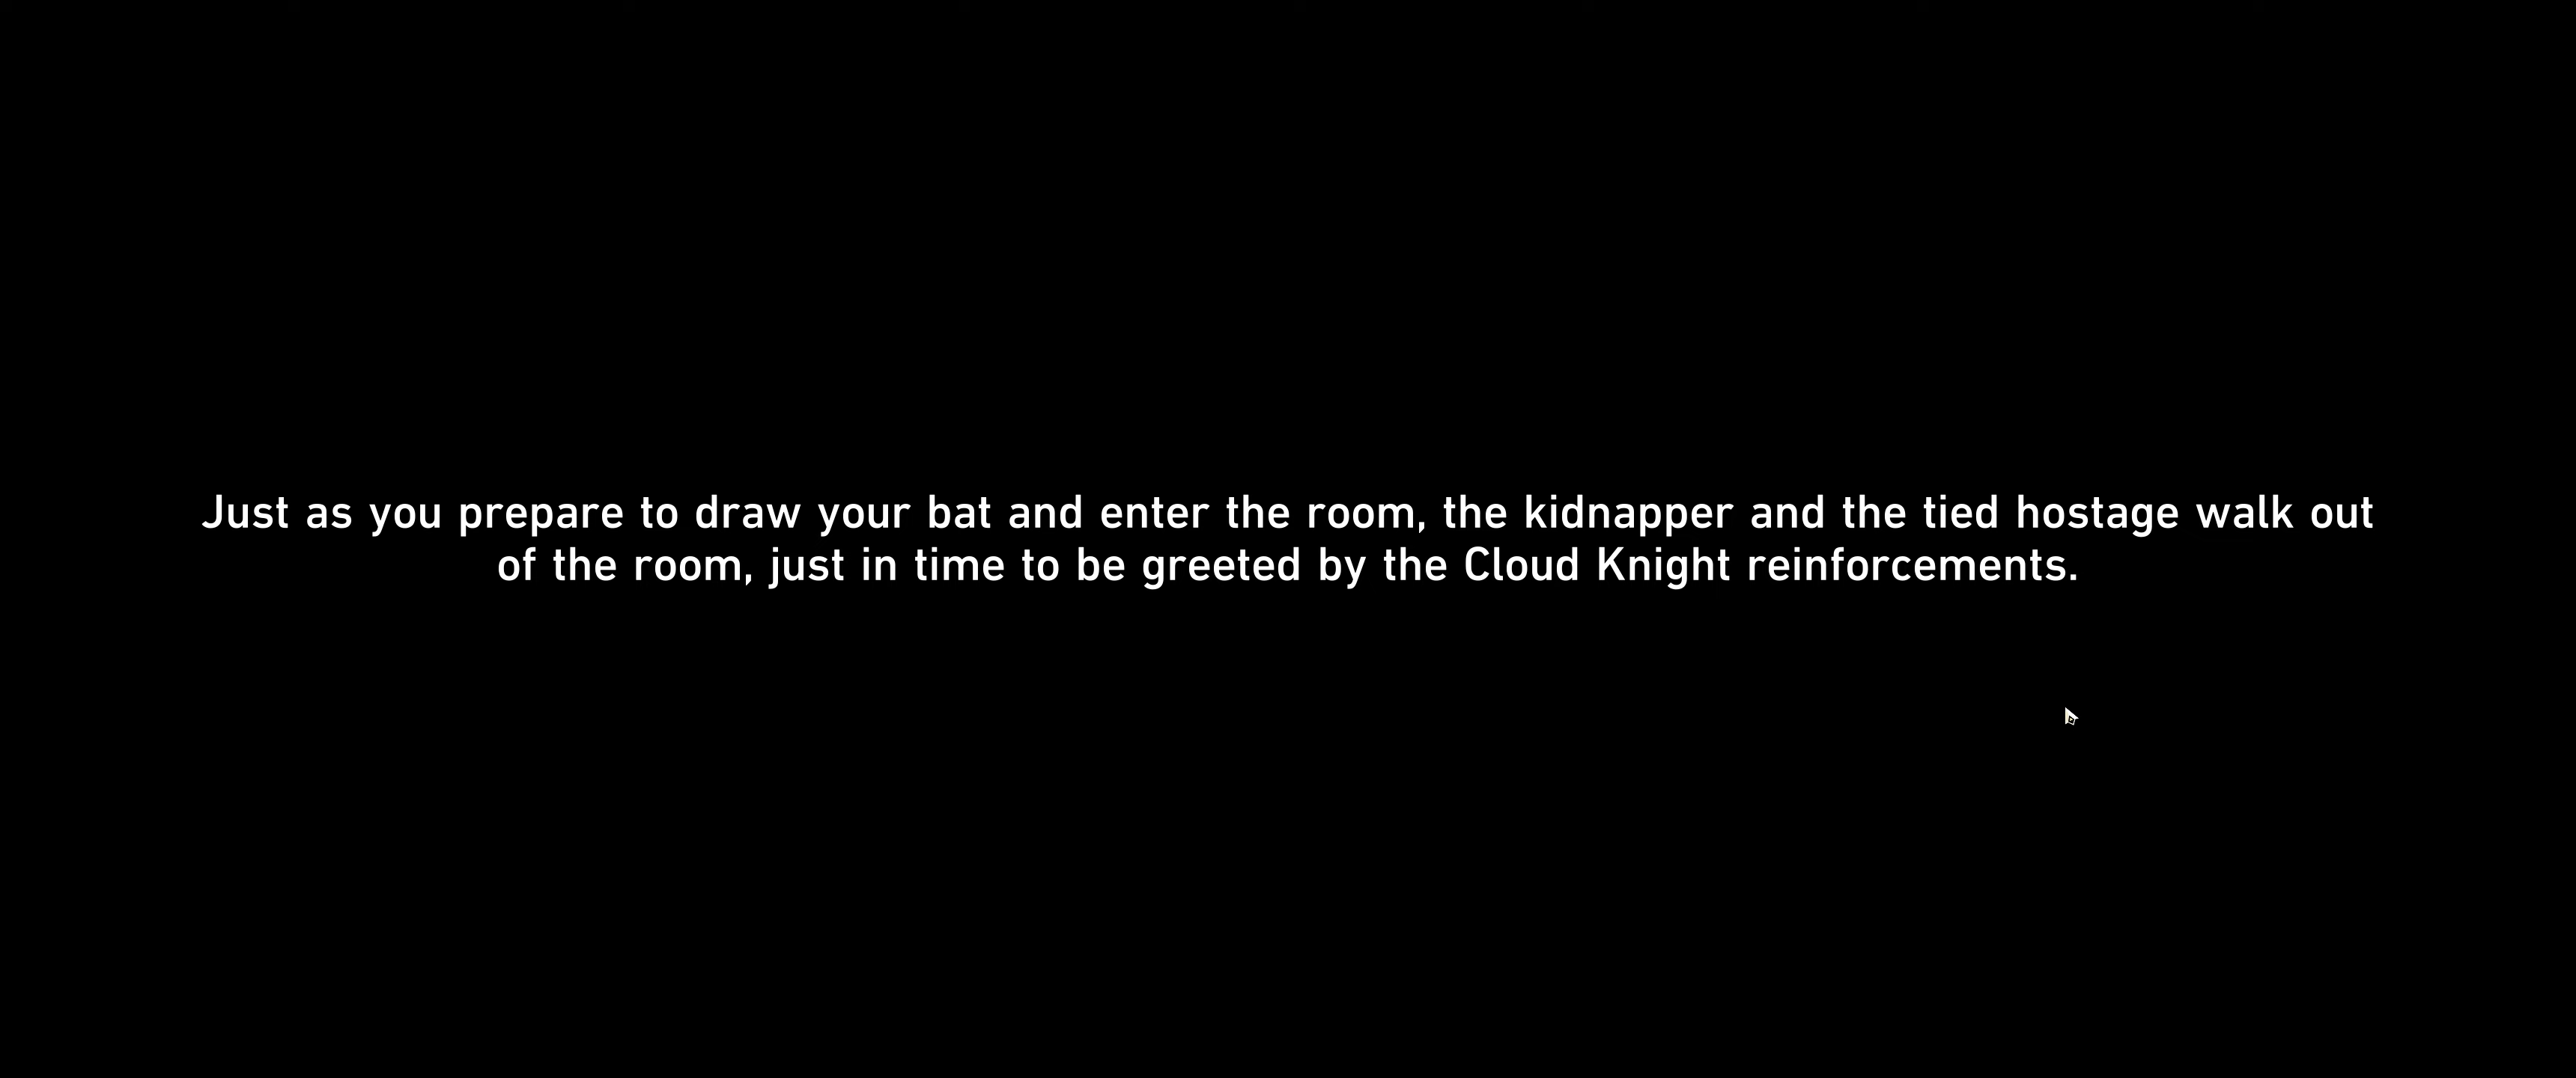 Just as you prepare to draw your bat and enter the room, the kidnapper and the tied hostage walk out
of the room, just in time to be greeted by the Cloud Knight reinforcements.